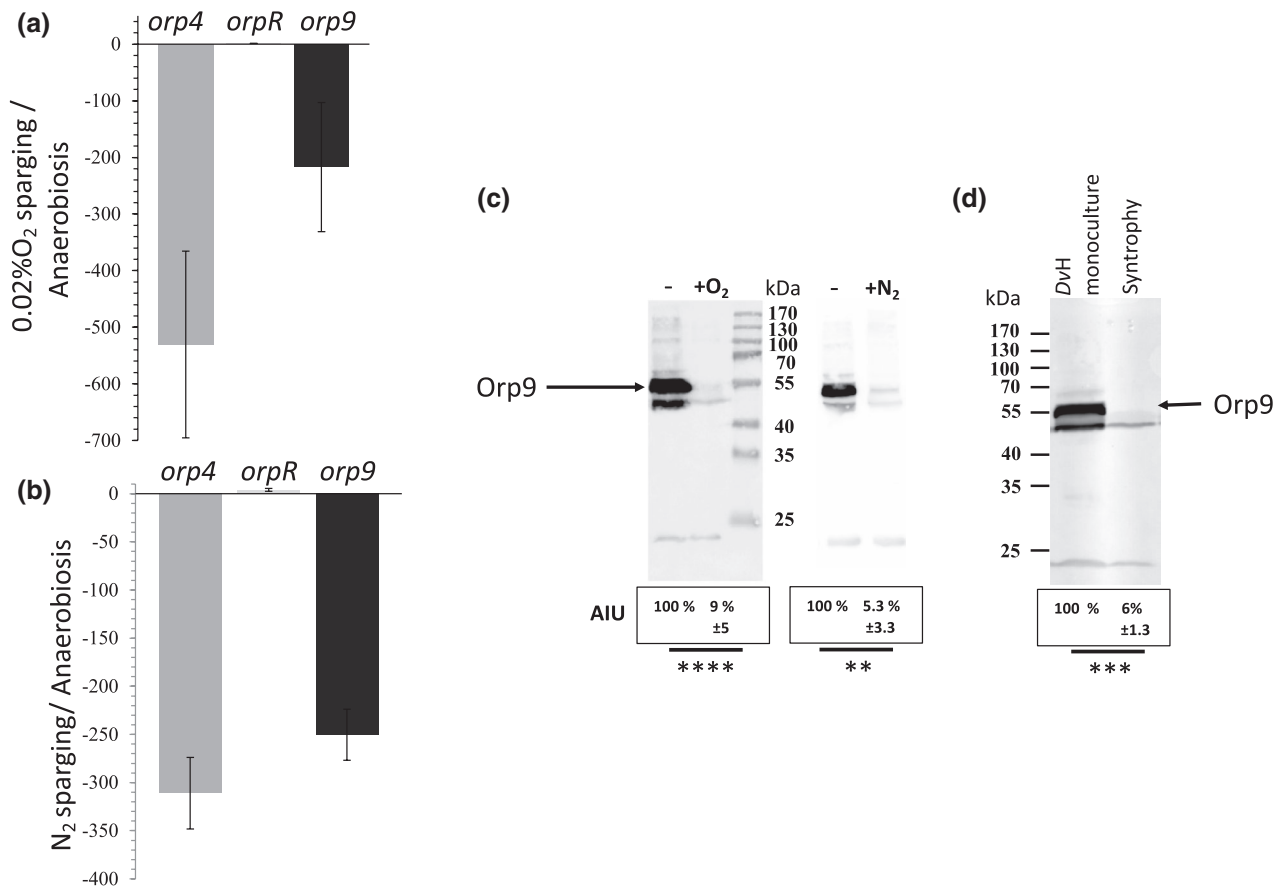 (a)
orp4 orpR orp9
0
-100
-200
-300
-400
-500
-600
-700
0.02%O₂ sparging /
Anaerobiosis
(b)
orp4 orpR orp9
0
-50
-100
-150
-200
-250
-300
-350
-400
N₂ sparging/ Anaerobiosis
(c)
- +O₂ kDa - +N₂
170
130
100
70
55
40
35
25
Orp9
AIU
100 % 9 %
±5
****
100 % 5.3 %
±3.3
**
(d)
DvH
monoculture
Syntrophy
kDa
170
130
100
70
55
40
35
25
Orp9
100 % 6%
±1.3
***